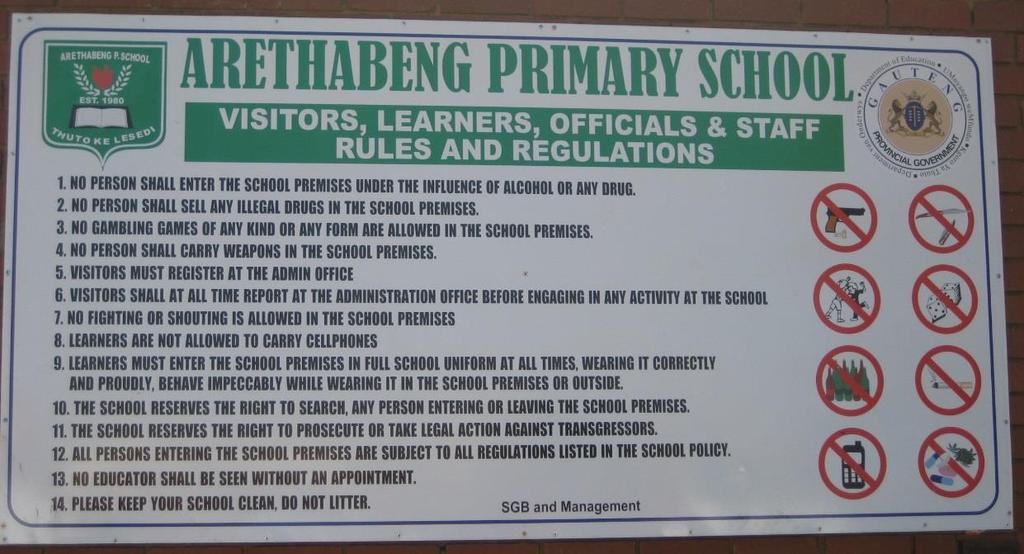 ARETHABENG P. SCHOOL
EST. 1980
THUTO KE LESEDI
ARETHABENG PRIMARY SCHOOL
VISITORS, LEARNERS, OFFICIALS & STAFF
RULES AND REGULATIONS
Department of Education • UMnyango weMfundo • Kgoro Ya Thuto • Departement van Onderwys •
GAUTENG
PROVINCIAL GOVERNMENT
1. NO PERSON SHALL ENTER THE SCHOOL PREMISES UNDER THE INFLUENCE OF ALCOHOL OR ANY DRUG.
2. NO PERSON SHALL SELL ANY ILLEGAL DRUGS IN THE SCHOOL PREMISES.
3. NO GAMBLING GAMES OF ANY KIND OR ANY FORM ARE ALLOWED IN THE SCHOOL PREMISES.
4. NO PERSON SHALL CARRY WEAPONS IN THE SCHOOL PREMISES.
5. VISITORS MUST REGISTER AT THE ADMIN OFFICE
6. VISITORS SHALL AT ALL TIME REPORT AT THE ADMINISTRATION OFFICE BEFORE ENGAGING IN ANY ACTIVITY AT THE SCHOOL
7. NO FIGHTING OR SHOUTING IS ALLOWED IN THE SCHOOL PREMISES
8. LEARNERS ARE NOT ALLOWED TO CARRY CELLPHONES
9. LEARNERS MUST ENTER THE SCHOOL PREMISES IN FULL SCHOOL UNIFORM AT ALL TIMES, WEARING IT CORRECTLY
AND PROUDLY, BEHAVE IMPECCABLY WHILE WEARING IT IN THE SCHOOL PREMISES OR OUTSIDE.
10. THE SCHOOL RESERVES THE RIGHT TO SEARCH, ANY PERSON ENTERING OR LEAVING THE SCHOOL PREMISES.
11. THE SCHOOL RESERVES THE RIGHT TO PROSECUTE OR TAKE LEGAL ACTION AGAINST TRANSGRESSORS.
12. ALL PERSONS ENTERING THE SCHOOL PREMISES ARE SUBJECT TO ALL REGULATIONS LISTED IN THE SCHOOL POLICY.
13. NO EDUCATOR SHALL BE SEEN WITHOUT AN APPOINTMENT.
14. PLEASE KEEP YOUR SCHOOL CLEAN, DO NOT LITTER.
SGB and Management